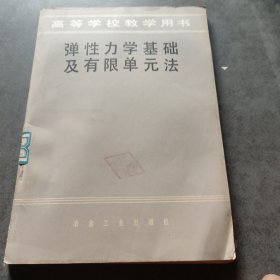 高等学校教学用书
弹性力学基础
及有限单元法
冶金工业出版社